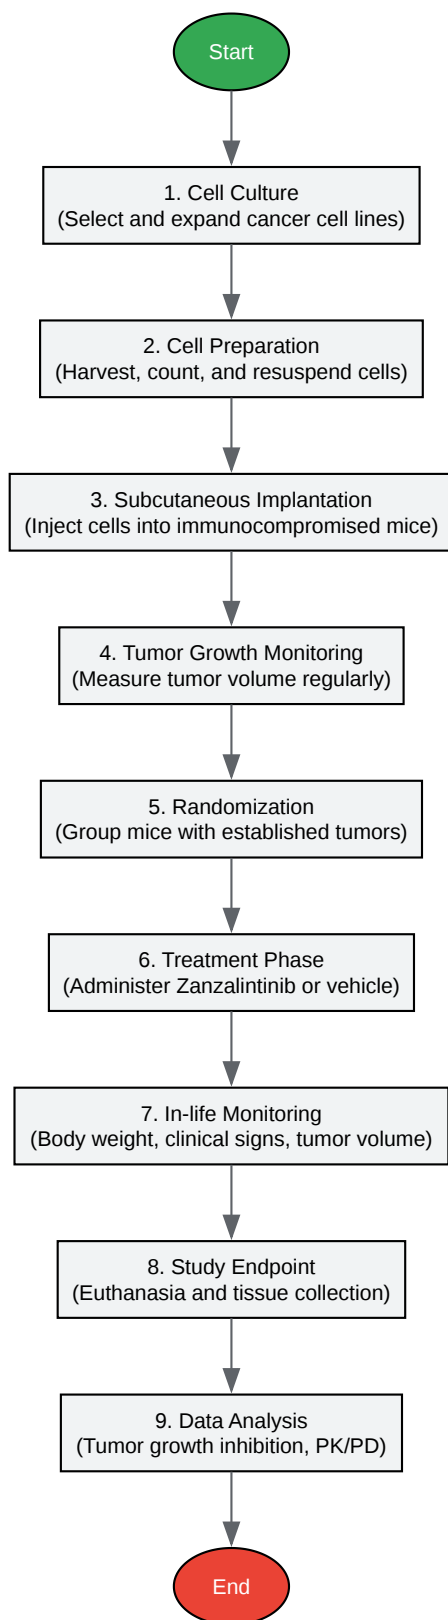 Start
1. Cell Culture
(Select and expand cancer cell lines)
2. Cell Preparation
(Harvest, count, and resuspend cells)
3. Subcutaneous Implantation
(Inject cells into immunocompromised mice)
4. Tumor Growth Monitoring
(Measure tumor volume regularly)
5. Randomization
(Group mice with established tumors)
6. Treatment Phase
(Administer Zanzalintinib or vehicle)
7. In-life Monitoring
(Body weight, clinical signs, tumor volume)
8. Study Endpoint
(Euthanasia and tissue collection)
9. Data Analysis
(Tumor growth inhibition, PK/PD)
End